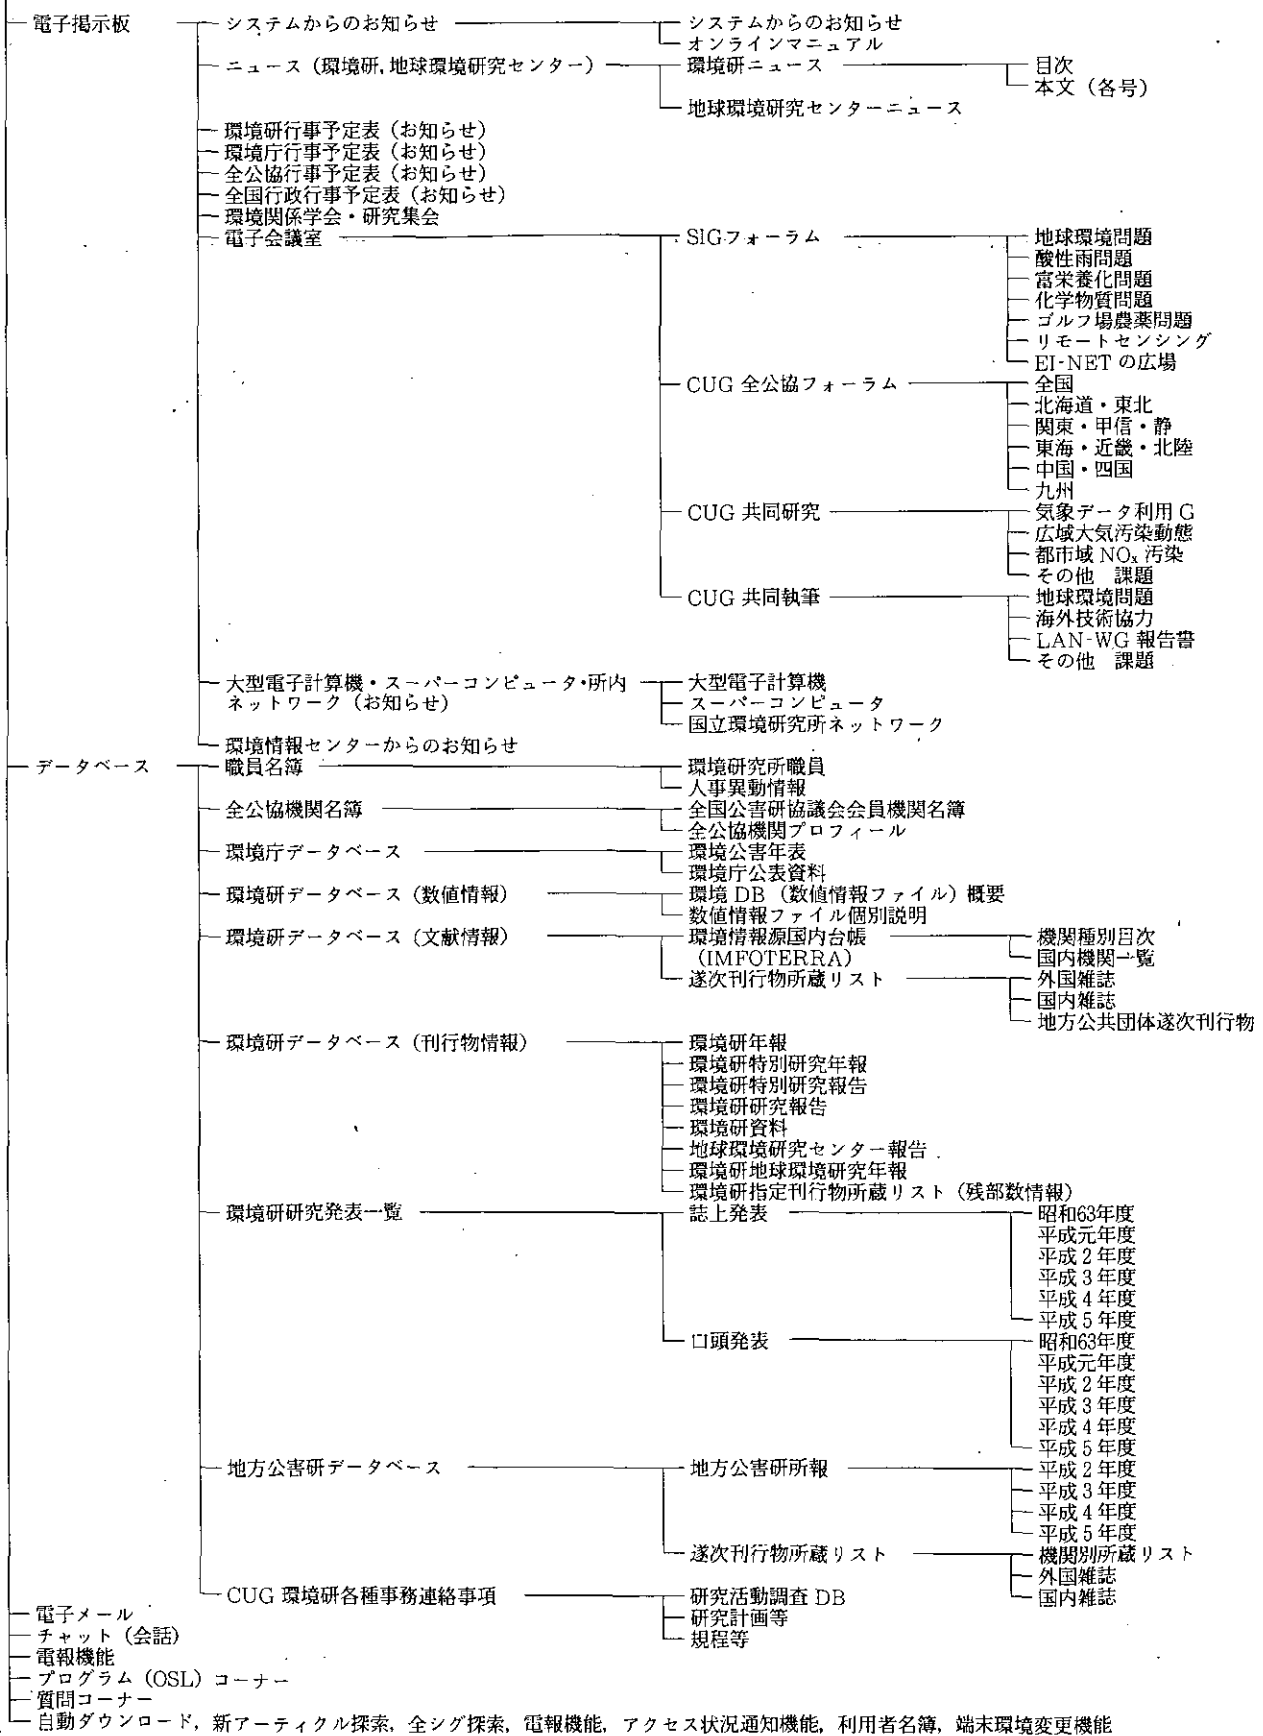 電子掲示板 システムからのお知らせ システムからのお知らせ
オンラインマニュアル
ニュース（環境研,地球環境研究センター） 環境研ニュース 目次
本文（各号）
地球環境研究センターニュース
環境研行事予定表（お知らせ）
環境庁行事予定表（お知らせ）
全公協行事予定表（お知らせ）
全国行政行事予定表（お知らせ）
環境関係学会・研究集会
電子会議室 SIGフォーラム 地球環境問題
酸性雨問題
富栄養化問題
化学物質問題
ゴルフ場農薬問題
リモートセンシング
EI-NET の広場
CUG 全公協フォーラム 全国
北海道・東北
関東・甲信・静
東海・近畿・北陸
中国・四国
九州
CUG 共同研究 気象データ利用 G
広域大気汚染動態
都市域 NOx 汚染
その他 課題
CUG 共同執筆 地球環境問題
海外技術協力
LAN-WG 報告書
その他 課題
大型電子計算機・スーパーコンピュータ・所内 大型電子計算機
ネットワーク（お知らせ） スーパーコンピュータ
国立環境研究所ネットワーク
環境情報センターからのお知らせ
データベース 職員名簿 環境研究所職員
人事異動情報
全公協機関名簿 全国公害研協議会会員機関名簿
全公協機関プロフィール
環境庁データベース 環境公害年表
環境庁公表資料
環境研データベース（数値情報） 環境 DB（数値情報ファイル）概要
数値情報ファイル個別説明
環境研データベース（文献情報） 環境情報源国内台帳 機関種別目次
（IMFOTERRA） 国内機関一覧
逐次刊行物所蔵リスト 外国雑誌
国内雑誌
地方公共団体逐次刊行物
環境研データベース（刊行物情報） 環境研年報
環境研特別研究年報
環境研特別研究報告
環境研研究報告
環境研資料
地球環境研究センター報告
環境研地球環境研究年報
環境研指定刊行物所蔵リスト（残部数情報）
環境研研究発表一覧 誌上発表 昭和63年度
平成元年度
平成２年度
平成３年度
平成４年度
平成５年度
口頭発表 昭和63年度
平成元年度
平成２年度
平成３年度
平成４年度
平成５年度
地方公害研データベース 地方公害研所報 平成２年度
平成３年度
平成４年度
平成５年度
逐次刊行物所蔵リスト 機関別所蔵リスト
外国雑誌
国内雑誌
CUG 環境研各種事務連絡事項 研究活動調査 DB
研究計画等
規程等
電子メール
チャット（会話）
電報機能
プログラム（OSL）コーナー
質問コーナー
自動ダウンロード，新アーティクル探索，全シグ探索，電報機能，アクセス状況通知機能，利用者名簿，端末環境変更機能